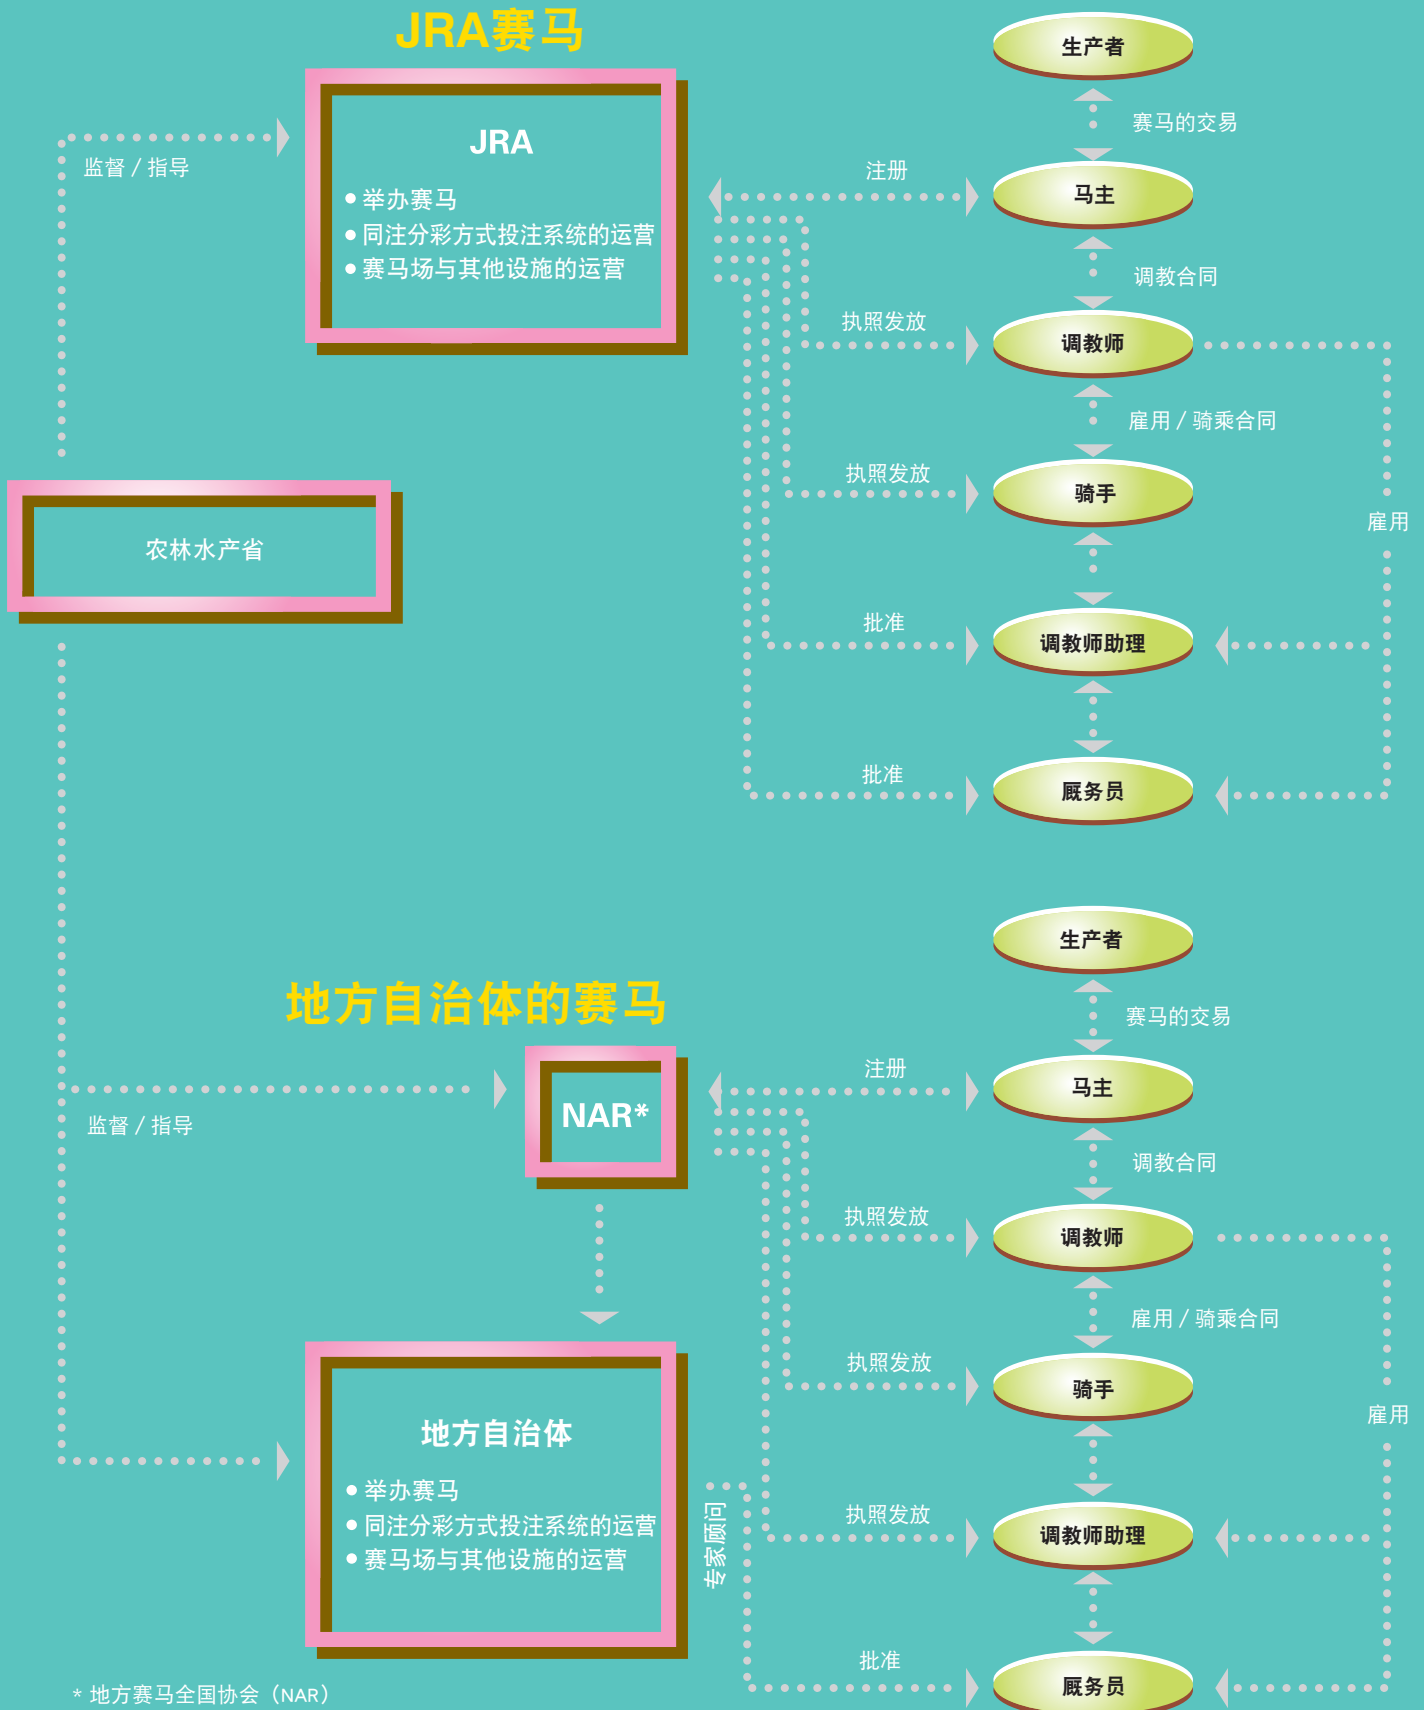 JRA赛马
JRA
● 举办赛马
● 同注分彩方式投注系统的运营
● 赛马场与其他设施的运营
监督 / 指导
农林水产省
生产者
赛马的交易
注册
马主
调教合同
执照发放
调教师
雇用 / 骑乘合同
执照发放
骑手
雇用
批准
调教师助理
批准
厩务员
地方自治体的赛马
NAR*
监督 / 指导
地方自治体
● 举办赛马
● 同注分彩方式投注系统的运营
● 赛马场与其他设施的运营
专家顾问
生产者
赛马的交易
注册
马主
调教合同
执照发放
调教师
雇用 / 骑乘合同
执照发放
骑手
雇用
执照发放
调教师助理
批准
厩务员
* 地方赛马全国协会（NAR）